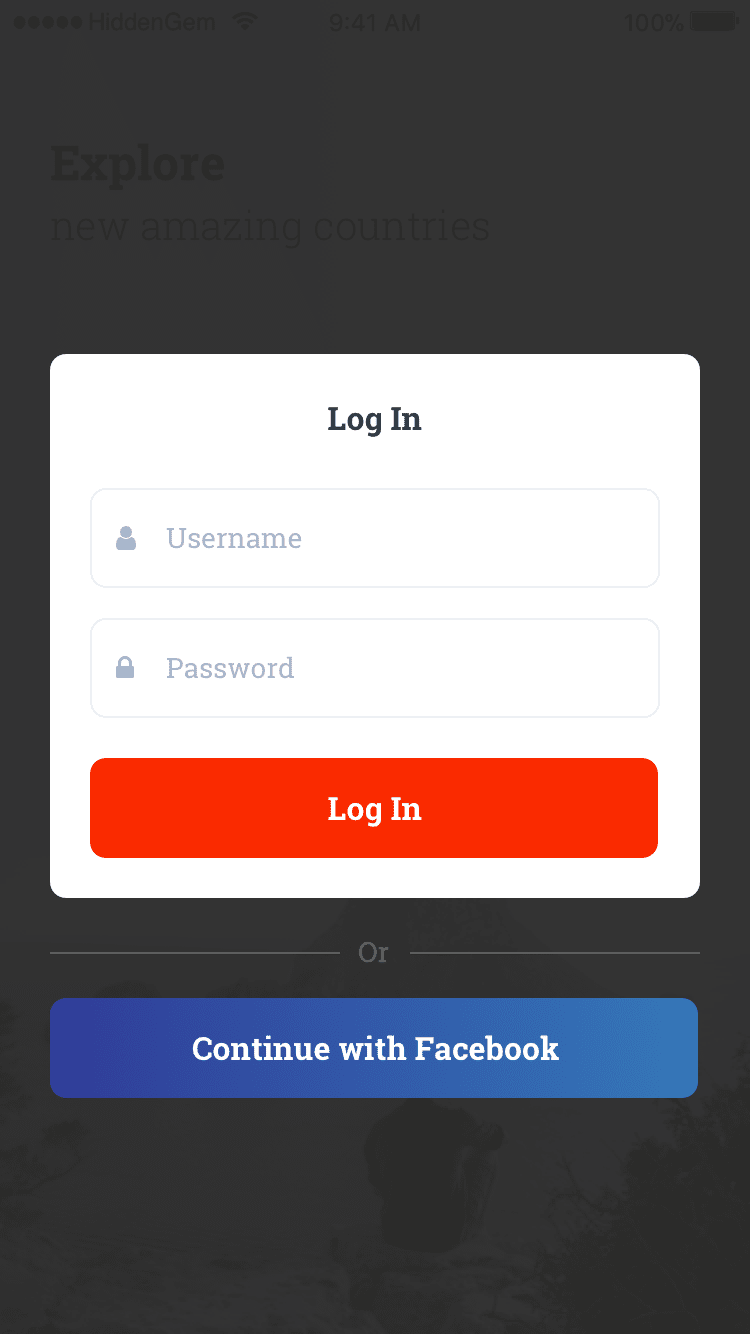 HiddenGem 9:41 AM 100%
Explore
new amazing countries
Log In
Username
Password
Log In
Or
Continue with Facebook